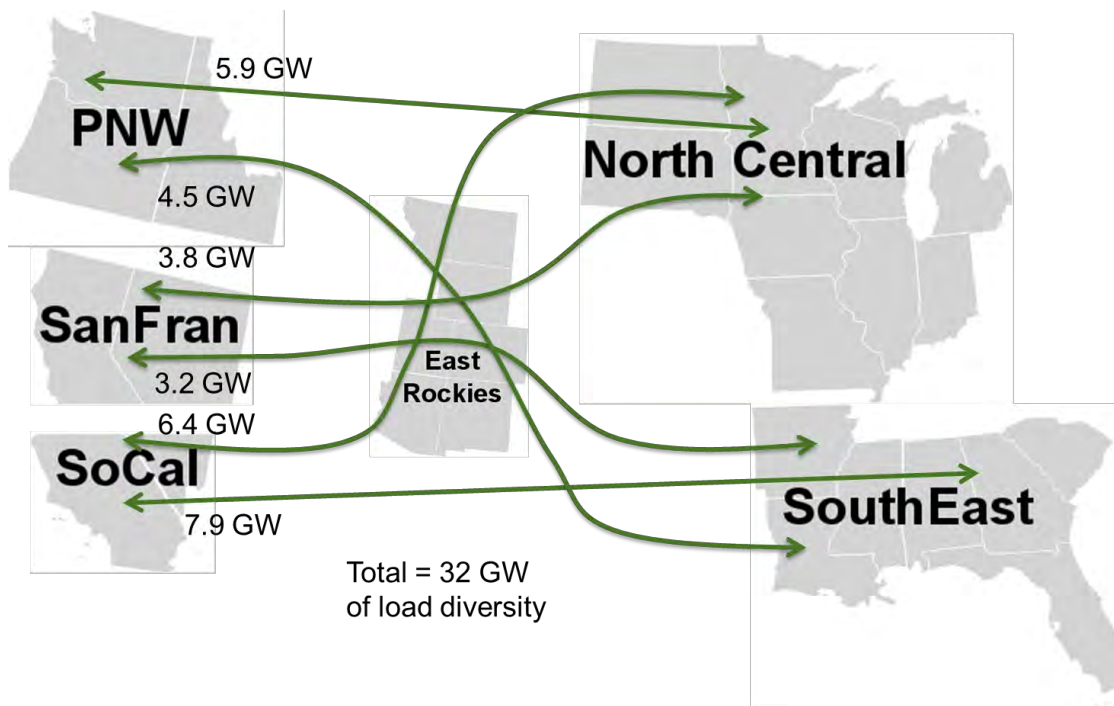 5.9 GW
PNW
North Central
4.5 GW
3.8 GW
SanFran
East
Rockies
3.2 GW
6.4 GW
SoCal
SouthEast
7.9 GW
Total = 32 GW
of load diversity